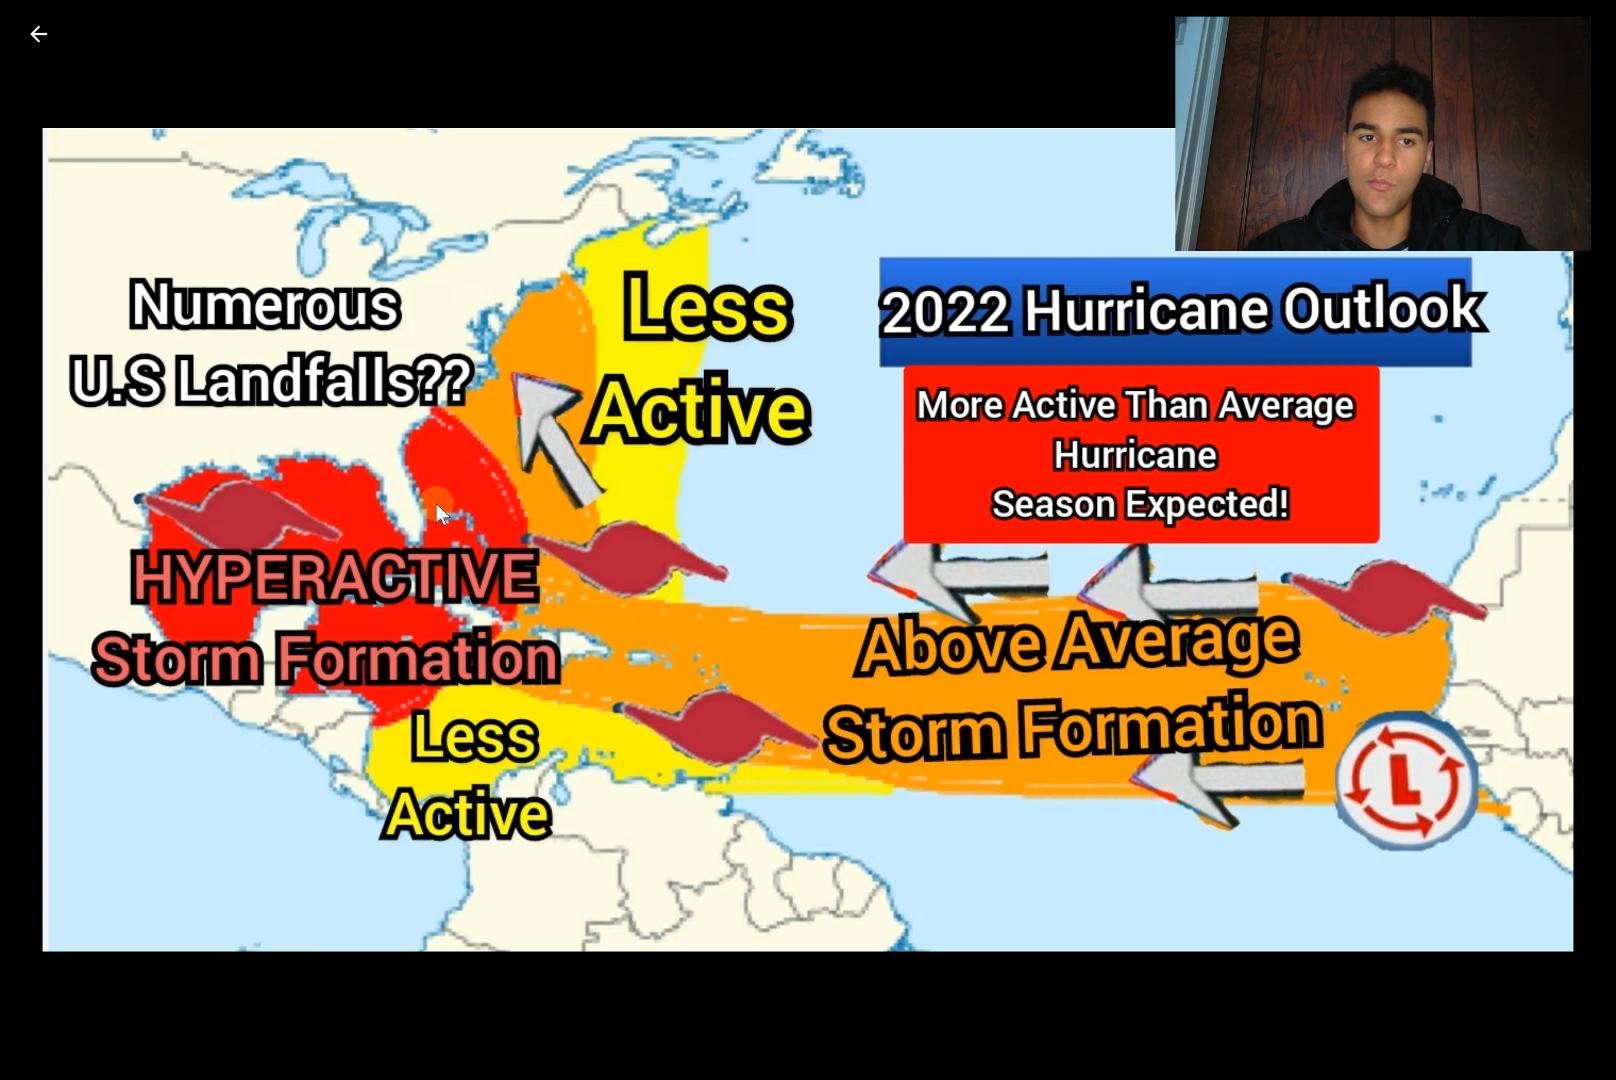 Numerous
U.S Landfalls??
Less
Active
2022 Hurricane Outlook
More Active Than Average
Hurricane
Season Expected!
HYPERACTIVE
Storm Formation
Above Average
Storm Formation
Less
Active
L